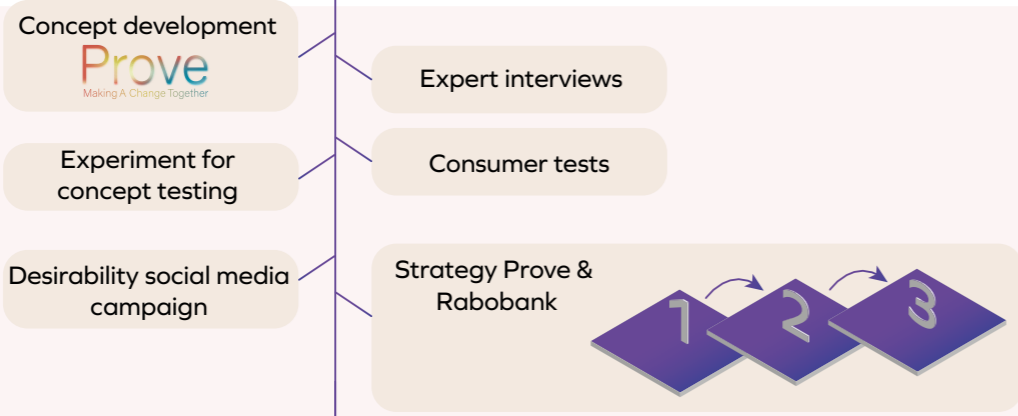 Concept development
Prove
Making A Change Together
Expert interviews
Experiment for
concept testing
Consumer tests
Desirability social media
campaign
Strategy Prove &
Rabobank
1
2
3